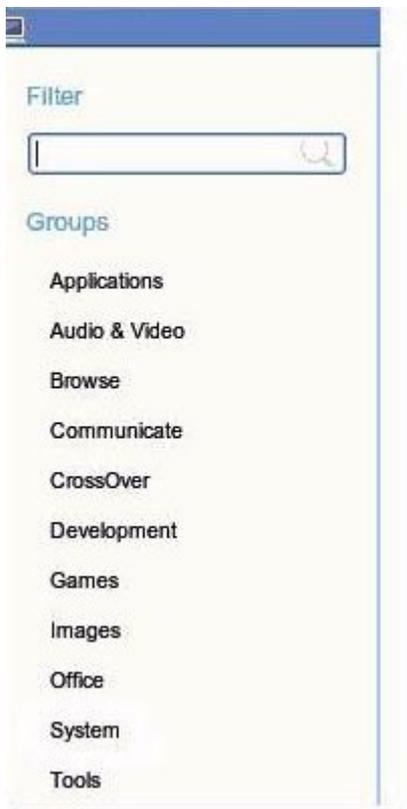 Filter
Groups
Applications
Audio & Video
Browse
Communicate
CrossOver
Development
Games
Images
Office
System
Tools